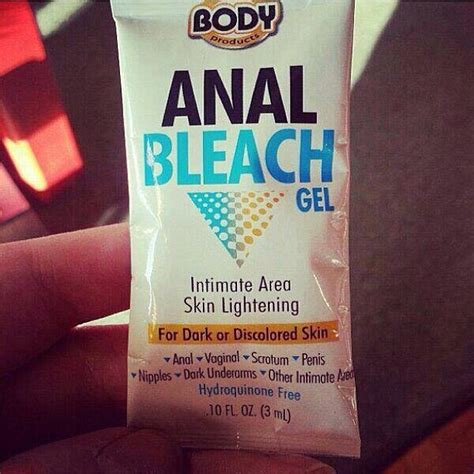 BODY
products
ANAL
BLEACH
GEL
Intimate Area
Skin Lightening
For Dark or Discolored Skin
Anal Vaginal Scrotum Penis
Nipples Dark Underarms Other Intimate Area
Hydroquinone Free
.10 FL. OZ. (3 mL)